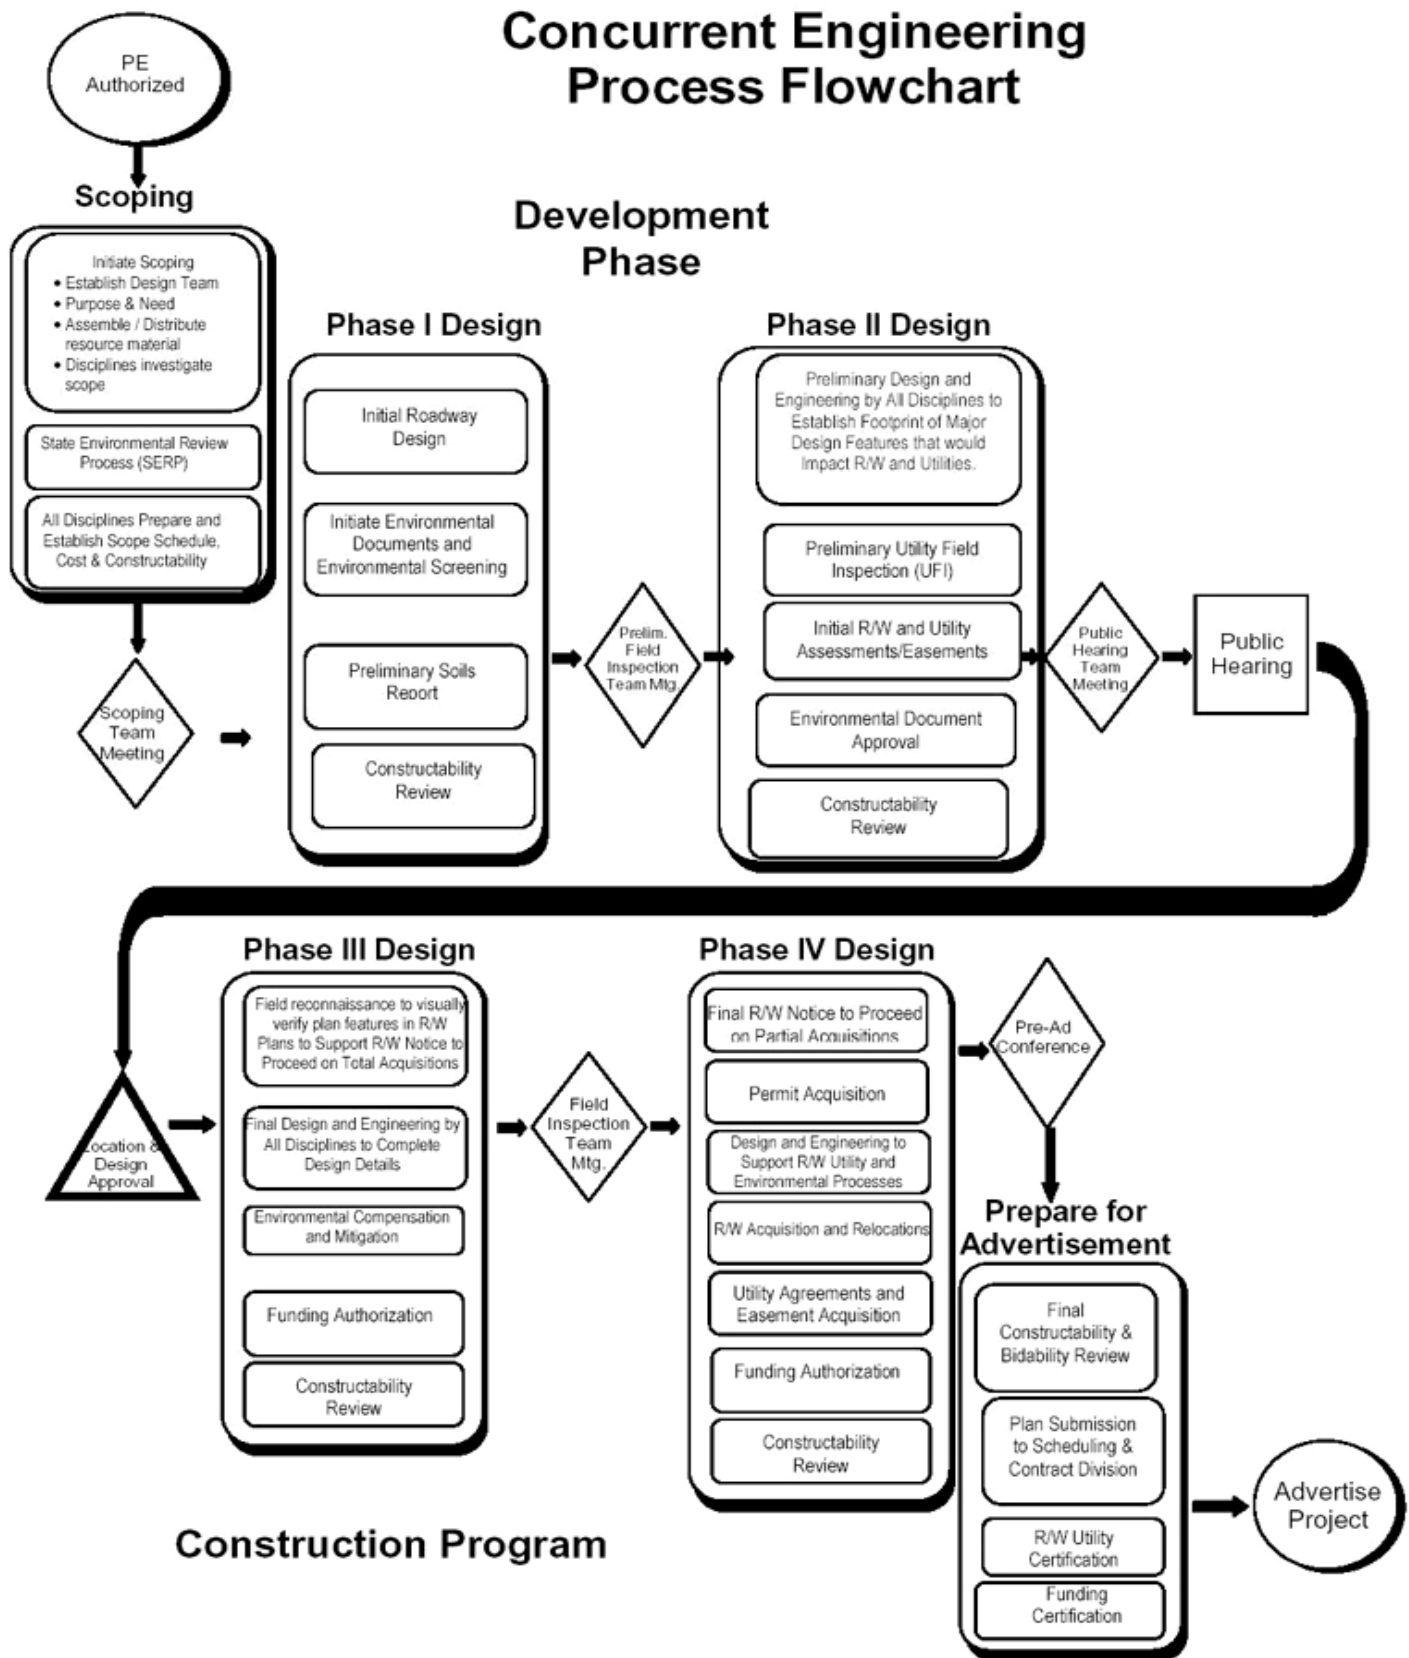 Concurrent Engineering
Process Flowchart
PE
Authorized
Scoping
Initiate Scoping
• Establish Design Team
• Purpose & Need
• Assemble / Distribute
resource material
• Disciplines investigate
scope
State Environmental Review
Process (SERP)
All Disciplines Prepare and
Establish Scope Schedule,
Cost & Constructability
Scoping
Team
Meeting
Development
Phase
Phase I Design
Initial Roadway
Design
Initiate Environmental
Documents and
Environmental Screening
Preliminary Soils
Report
Constructability
Review
Prelim.
Field
Inspection
Team Mtg.
Phase II Design
Preliminary Design and
Engineering by All Disciplines to
Establish Footprint of Major
Design Features that would
Impact R/W and Utilities.
Preliminary Utility Field
Inspection (UFI)
Initial R/W and Utility
Assessments/Easements
Environmental Document
Approval
Constructability
Review
Public
Hearing
Team
Meeting
Public
Hearing
Location &
Design
Approval
Phase III Design
Field reconnaissance to visually
verify plan features in R/W
Plans to Support R/W Notice to
Proceed on Total Acquisitions
Final Design and Engineering by
All Disciplines to Complete
Design Details
Environmental Compensation
and Mitigation
Funding Authorization
Constructability
Review
Field
Inspection
Team
Mtg.
Phase IV Design
Final R/W Notice to Proceed
on Partial Acquisitions
Permit Acquisition
Design and Engineering to
Support R/W Utility and
Environmental Processes
R/W Acquisition and Relocations
Utility Agreements and
Easement Acquisition
Funding Authorization
Constructability
Review
Pre-Ad
Conference
Prepare for
Advertisement
Final
Constructability &
Bidability Review
Plan Submission
to Scheduling &
Contract Division
R/W Utility
Certification
Funding
Certification
Advertise
Project
Construction Program